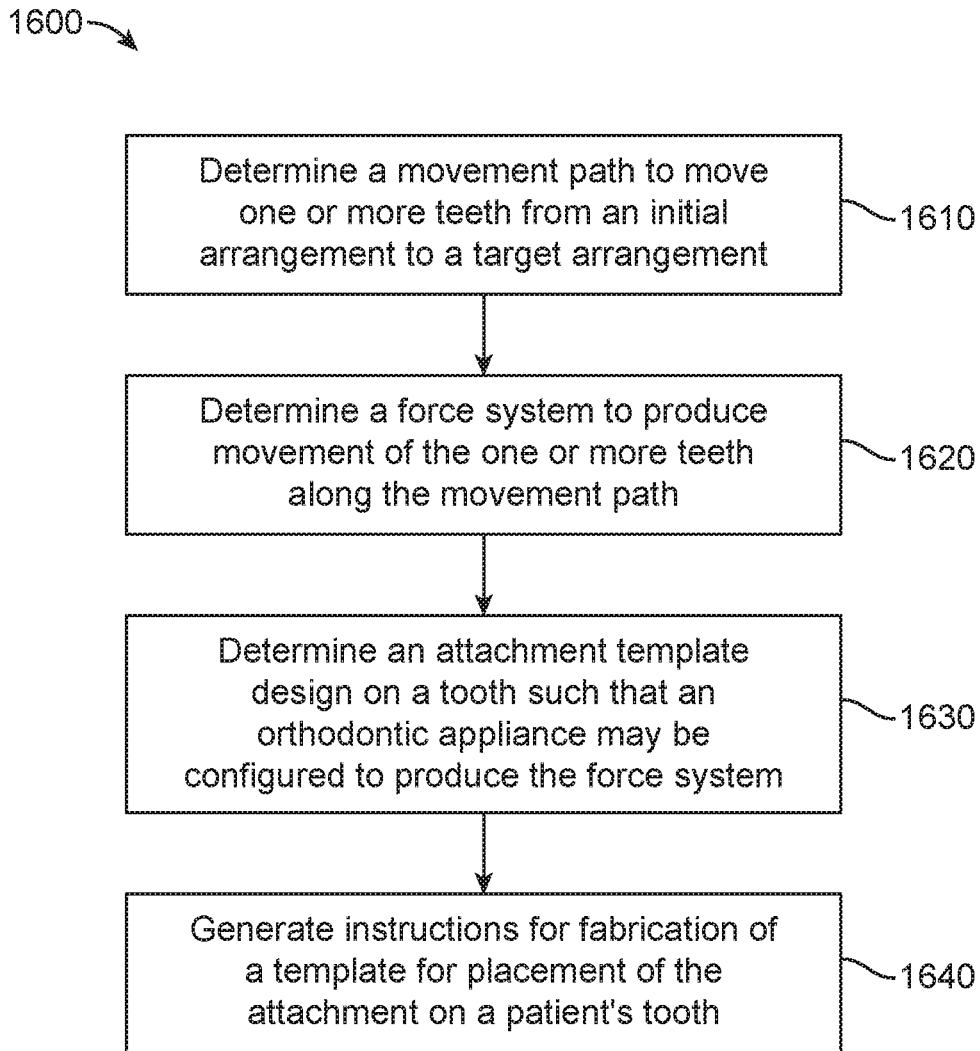 1600
Determine a movement path to move
one or more teeth from an initial
arrangement to a target arrangement
1610
Determine a force system to produce
movement of the one or more teeth
along the movement path
1620
Determine an attachment template
design on a tooth such that an
orthodontic appliance may be
configured to produce the force system
1630
Generate instructions for fabrication of
a template for placement of the
attachment on a patient's tooth
1640